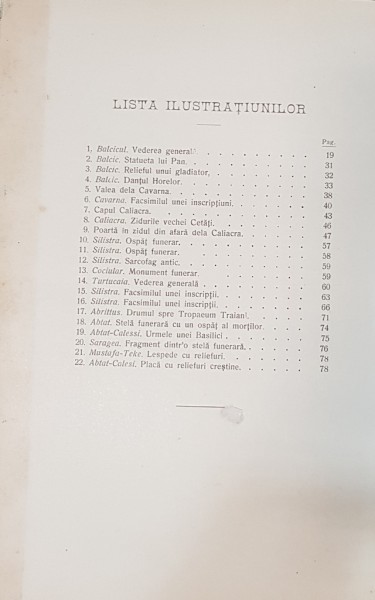 LISTA ILUSTRAȚIUNILOR
Pag.
1, Balcicul. Vederea general . . . . . . . . . 19
2. Balcic. Statueta lui Pan. . . . . . . . . . 31
3. Balcic. Relieful unui gladiator, . . . . . . . . 32
4. Balcic. Danțul Horelor. . . . . . . . . . 33
5. Valea dela Cavarna. . . . . . . . . . . 38
6. Cavarna. Facsimilul unei inscripțiuni, . . . . . . 40
7. Capul Caliacra. . . . . . . . . . . . 43
8. Caliacra. Zidurile vechei Cetăți. . . . . . . . 46
9. Poartă în zidul din afară dela Caliacra. . . . . . . 47
10. Silistra. Ospăț funerar. . . . . . . . . . 57
11. Silistra. Ospăț funerar. . . . . . . . . . 58
12. Silistra. Sarcofag antic. . . . . . . . . . 59
13. Cociular. Monument funerar. . . . . . . . . 59
14. Turtucaia. Vederea generală . . . . . . . . 60
15. Silistra. Facsimilul unei inscripții. . . . . . . . 63
16. Silistra. Facsimilul unei inscripții. . . . . . . . 66
17. Abrittus. Drumul spre Tropaeum Traiani. . . . . . 71
18. Abtat. Stelă funerară cu un ospăț al morților. . . . . . 74
19. Abtat-Calessi. Urmele unei Basilici . . . . . . . 75
20. Saragea. Fragment dintr'o stelă funerară. . . . . . 76
21. Mustafa-Teke. Lespede cu reliefuri. . . . . . . 78
22. Abtat-Calesi. Placă cu reliefuri creștine. . . . . . 78